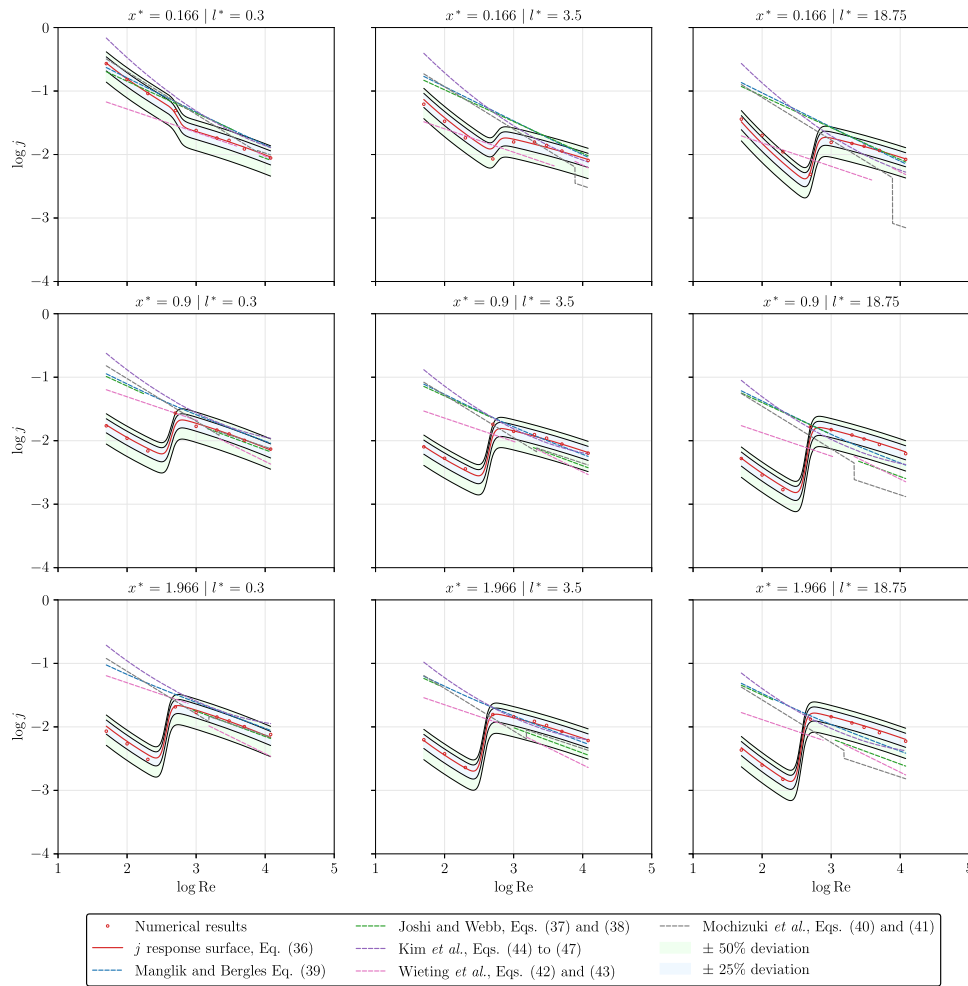 x* = 0.166 | l* = 0.3
x* = 0.166 | l* = 3.5
x* = 0.166 | l* = 18.75
0
−1
−2
−3
−4
log j
x* = 0.9 | l* = 0.3
x* = 0.9 | l* = 3.5
x* = 0.9 | l* = 18.75
0
−1
−2
−3
−4
log j
x* = 1.966 | l* = 0.3
x* = 1.966 | l* = 3.5
x* = 1.966 | l* = 18.75
0
−1
−2
−3
−4
log j
1 2 3 4 5
1 2 3 4 5
1 2 3 4
log Re
log Re
log Re
Numerical results
j response surface, Eq. (36)
Manglik and Bergles Eq. (39)
Joshi and Webb, Eqs. (37) and (38)
Kim et al., Eqs. (44) to (47)
Wieting et al., Eqs. (42) and (43)
Mochizuki et al., Eqs. (40) and (41)
± 50% deviation
± 25% deviation